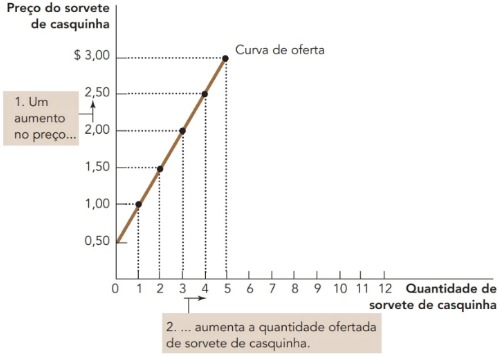 Preço do sorvete
de casquinha
$ 3,00
Curva de oferta
2,50
1. Um
aumento
no preço...
2,00
1,50
1,00
0,50
0 1 2 3 4 5 6 7 8 9 10 11 12
Quantidade de
sorvete de casquinha
2. ... aumenta a quantidade ofertada
de sorvete de casquinha.